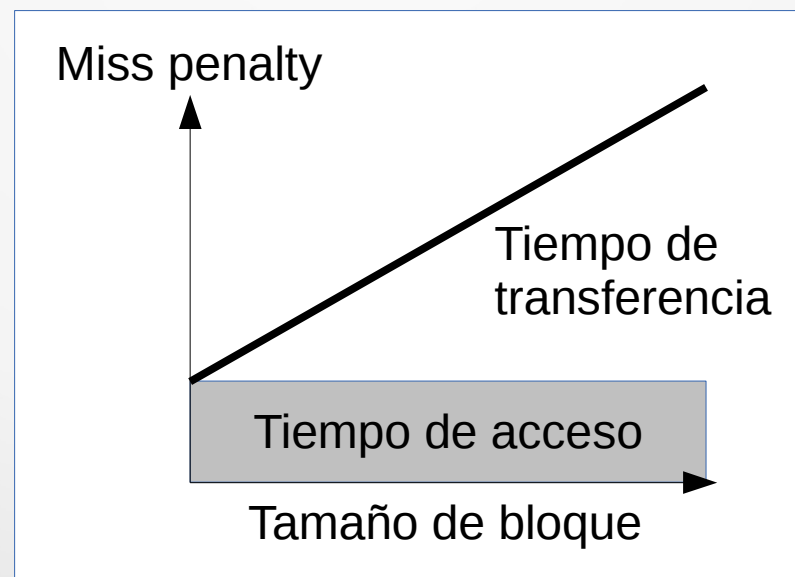 Miss penalty
Tiempo de
transferencia
Tiempo de acceso
Tamaño de bloque